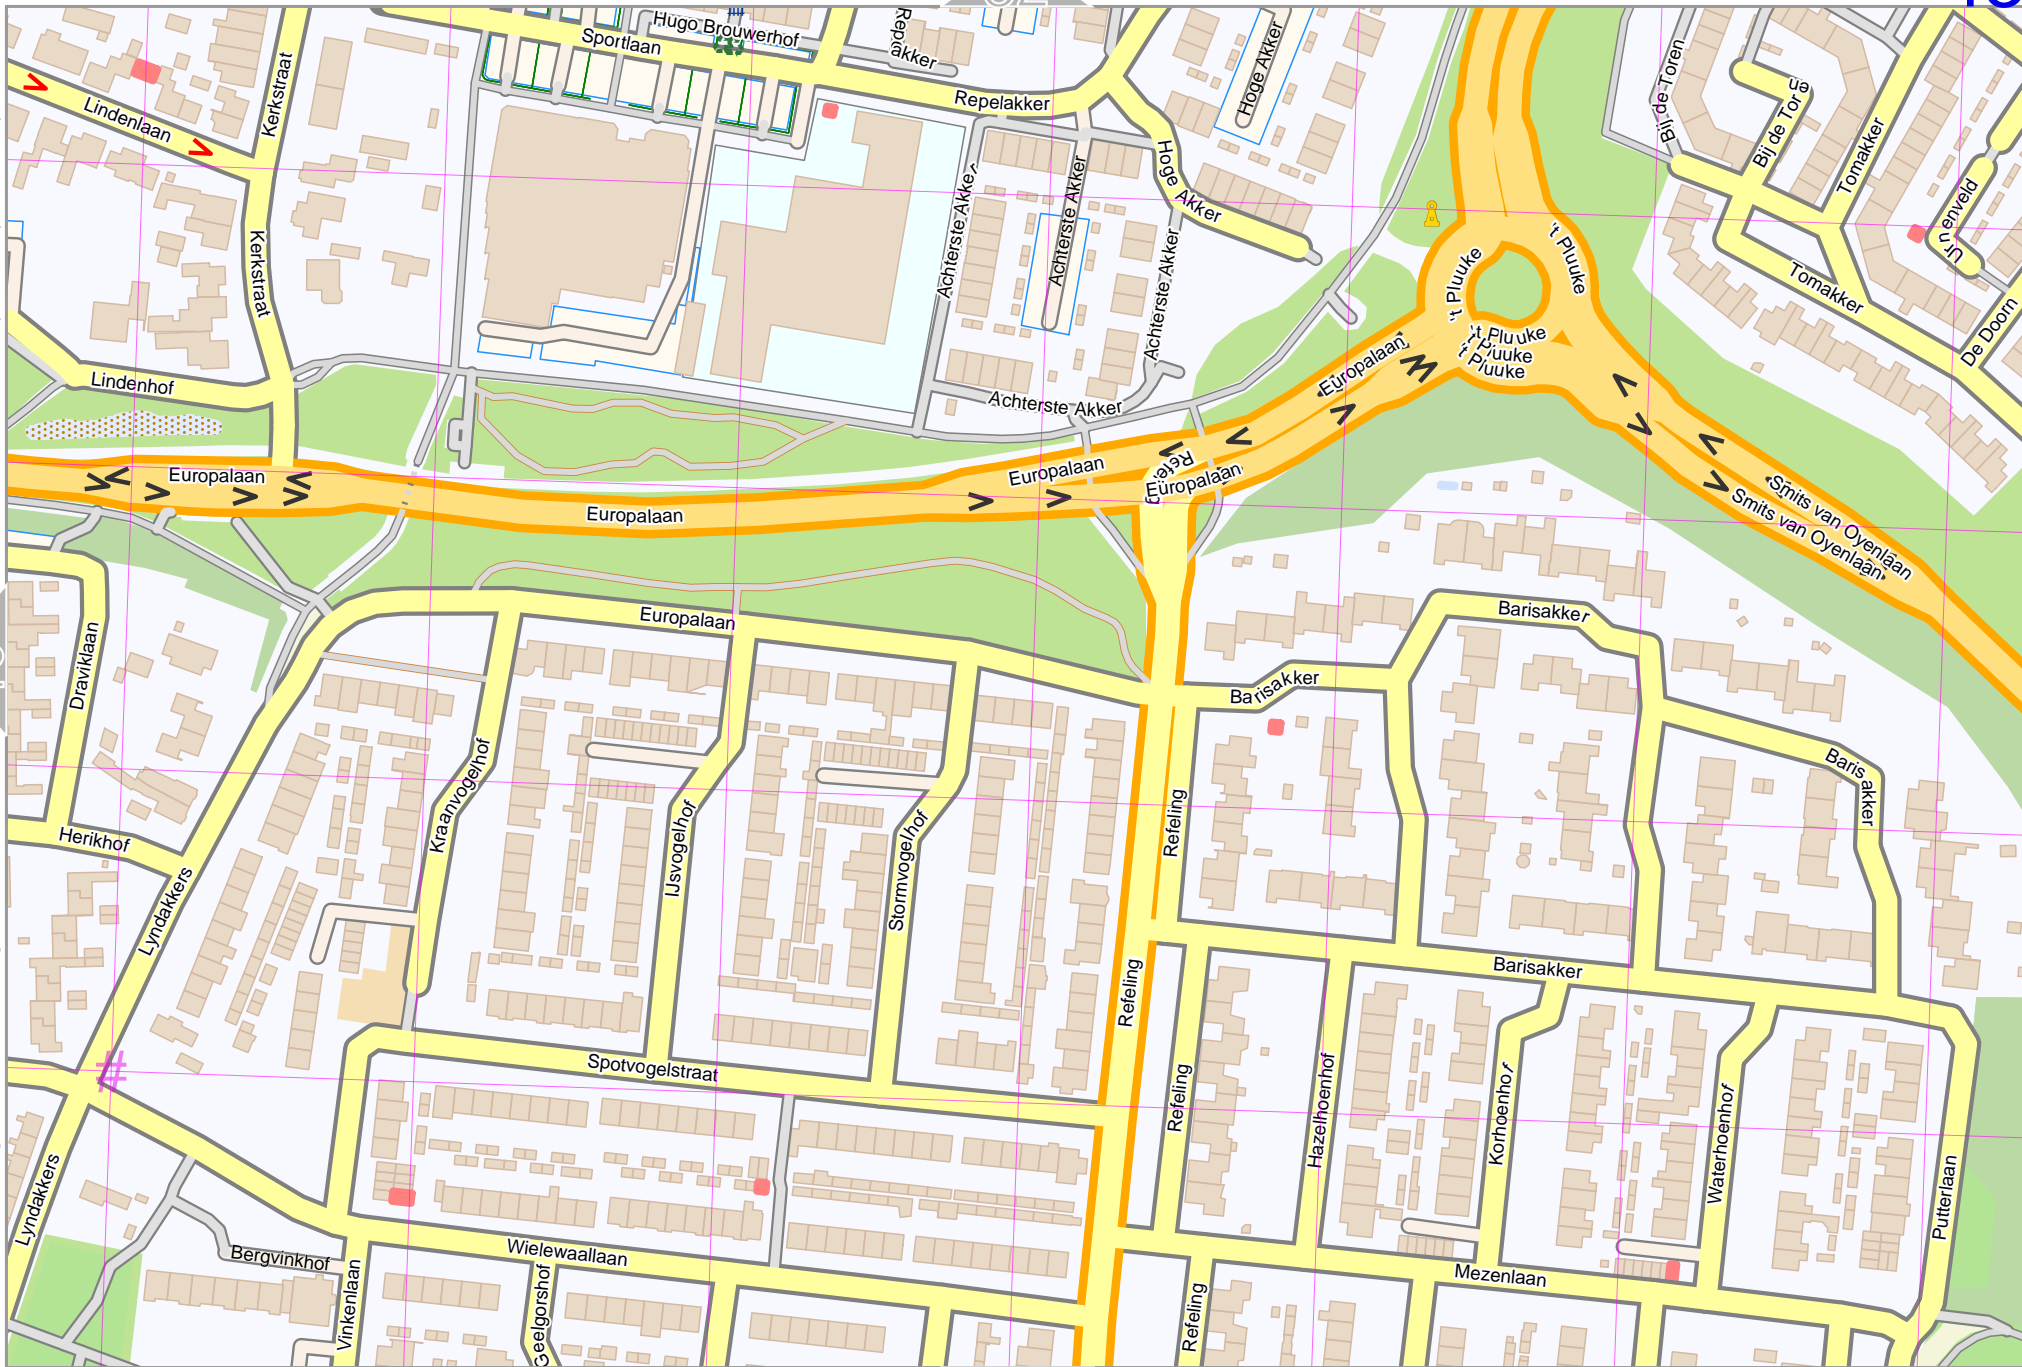 Hugo Brouwerhof
Sportlaan
akker
Repelakker
Hoge Akker
Kerkstraat
Lindenlaan
Bij-de-Toren
Bij de Toren
Tomakker
Urnenveld
Hoge Akker
Achterste Akker
Achterste Akker
Achterste Akker
Kerkstraat
't Pluuke
't Pluuke
Tomakker
De Doorn
't Pluuke
't Pluuke
't Pluuke
Europalaan
Lindenhof
Achterste Akker
Europalaan
Europalaan
Refeling
Europalaan
Europalaan
Smits van Oyenlaan
Smits van Oyenlaan
Europalaan
Barisakker
Draviklaan
Barisakker
Kraanvogelhof
IJsvogelhof
Stormvogelhof
Refeling
Barisakker
Herikhof
Lyndakkers
Refeling
Barisakker
#
Spotvogelstraat
Refeling
Hazelhoenhof
Korhoenhof
Waterhoenhof
Putterlaan
Lyndakkers
Bergvinkhof
Wielewaallaan
Mezenlaan
Vinkenlaan
Geelgorshof
Refeling